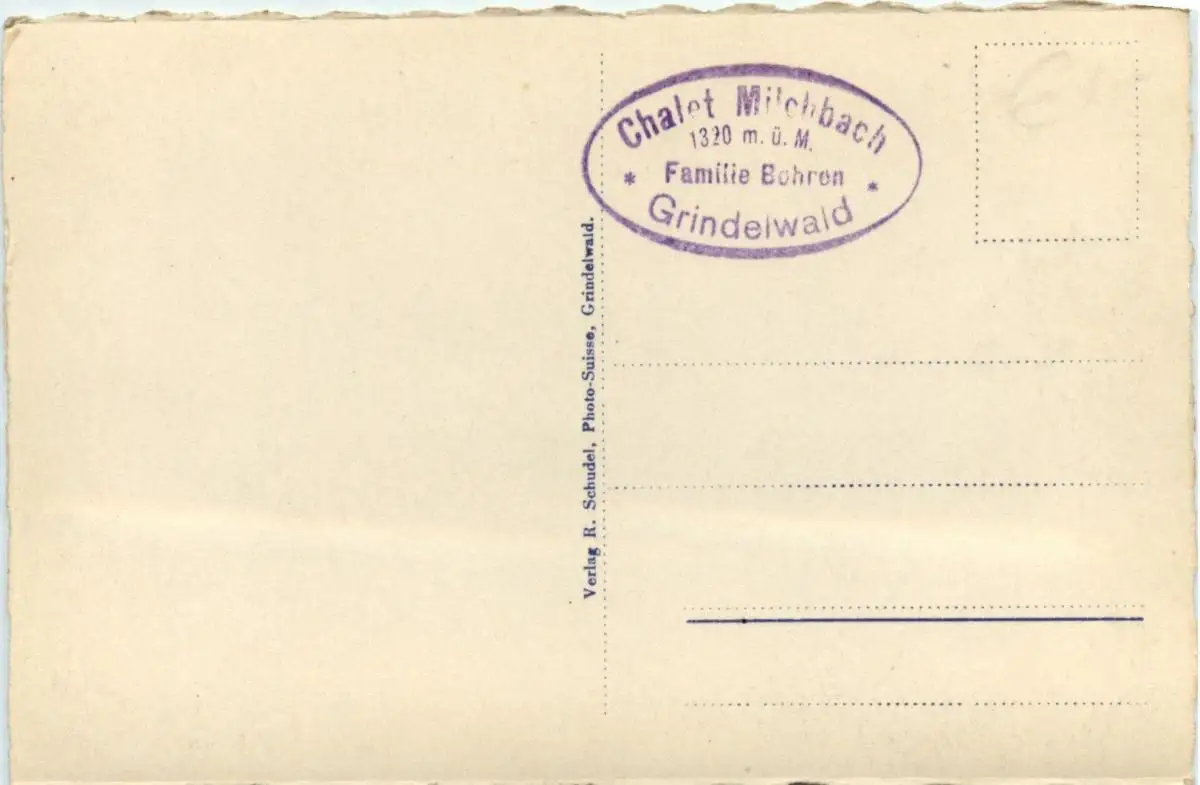 Chalet Milchbach
1320 m. ü. M.
* Familie Bohren *
Grindelwald
Verlag R. Schudel, Photo-Suisse, Grindelwald.